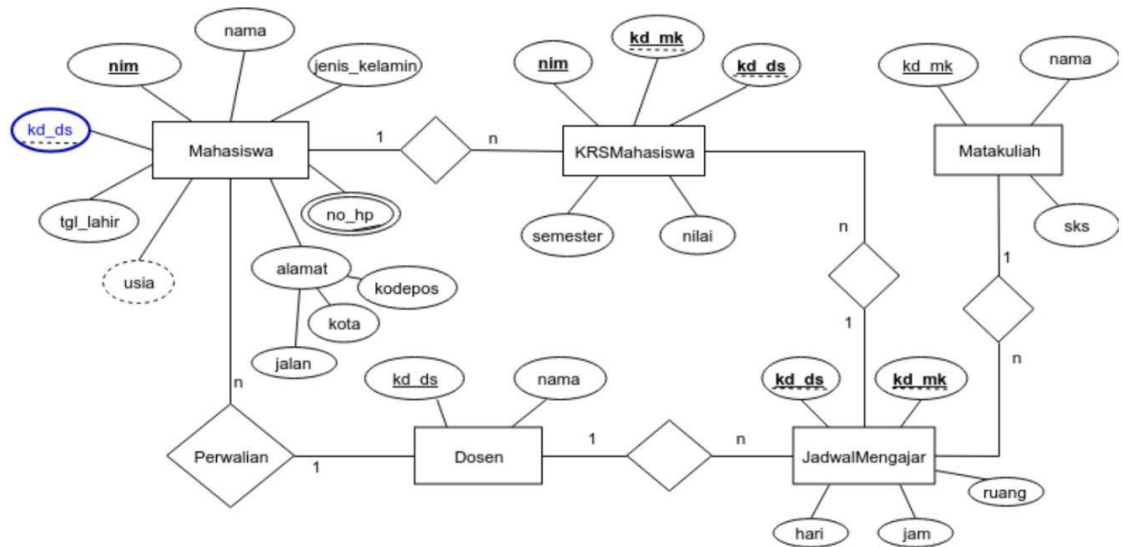 nama
nim
jenis_kelamin
kd_ds
Mahasiswa
tgl_lahir
usia
no_hp
alamat
kodepos
kota
jalan
1
n
nim
kd_mk
kd_ds
KRSMahasiswa
semester
nilai
kd_mk
nama
Matakuliah
sks
n
1
1
n
n
Perwalian
1
kd_ds
nama
Dosen
1
n
kd_ds
kd_mk
JadwalMengajar
ruang
hari
jam